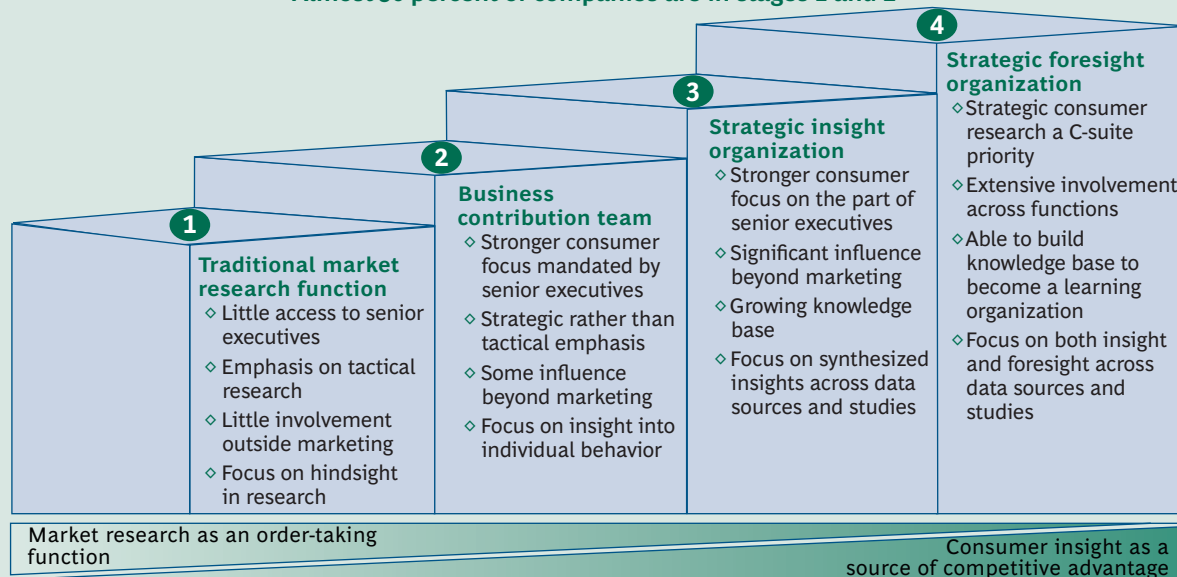 1
Traditional market
research function
◇ Little access to senior
executives
◇ Emphasis on tactical
research
◇ Little involvement
outside marketing
◇ Focus on hindsight
in research
2
Business
contribution team
◇ Stronger consumer
focus mandated by
senior executives
◇ Strategic rather than
tactical emphasis
◇ Some influence
beyond marketing
◇ Focus on insight into
individual behavior
3
Strategic insight
organization
◇ Stronger consumer
focus on the part of
senior executives
◇ Significant influence
beyond marketing
◇ Growing knowledge
base
◇ Focus on synthesized
insights across data
sources and studies
4
Strategic foresight
organization
◇ Strategic consumer
research a C-suite
priority
◇ Extensive involvement
across functions
◇ Able to build
knowledge base to
become a learning
organization
◇ Focus on both insight
and foresight across
data sources and
studies
Market research as an order-taking
function
Consumer insight as a
source of competitive advantage